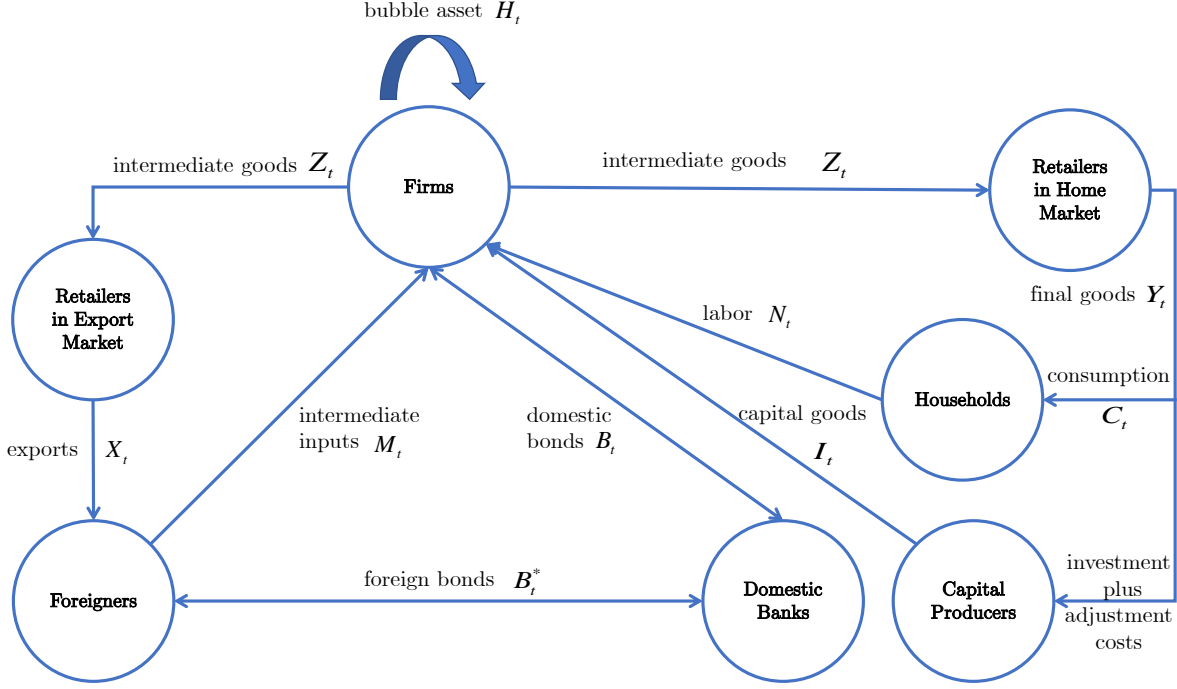 bubble asset H_t
intermediate goods Z_t
Firms
intermediate goods Z_t
Retailers
in Home
Market
Retailers
in Export
Market
final goods Y_t
labor N_t
Households
consumption
C_t
exports X_t
intermediate
inputs M_t
domestic
bonds B_t
capital goods
I_t
Foreigners
foreign bonds B_t^*
Domestic
Banks
Capital
Producers
investment
plus
adjustment
costs